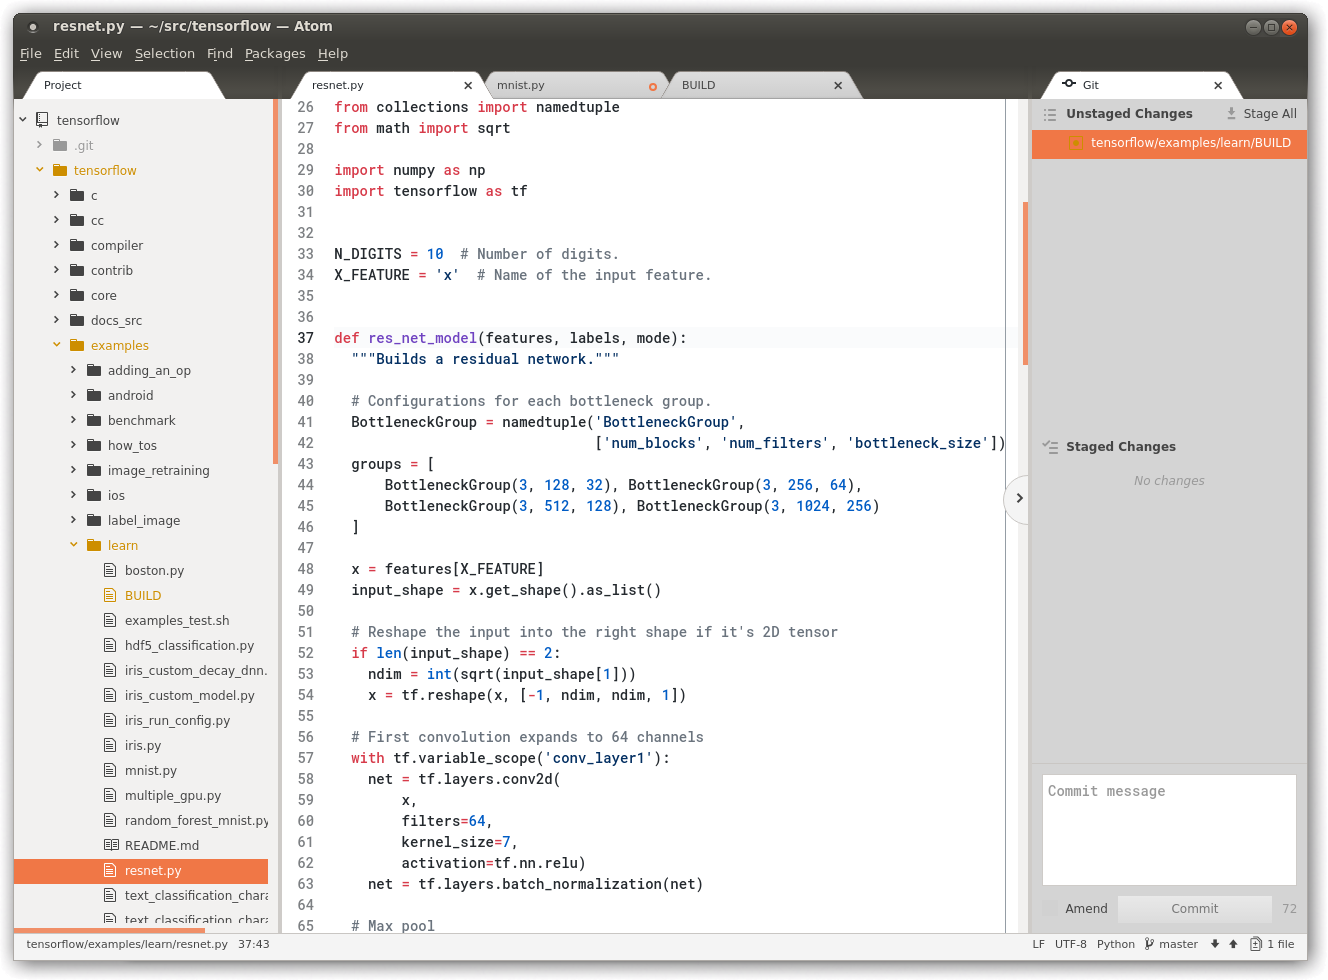 resnet.py — ~/src/tensorflow — Atom
File Edit View Selection Find Packages Help
Project
resnet.py
mnist.py
BUILD
Git
tensorflow
.git
tensorflow
c
cc
compiler
contrib
core
docs_src
examples
adding_an_op
android
benchmark
how_tos
image_retraining
ios
label_image
learn
boston.py
BUILD
examples_test.sh
hdf5_classification.py
iris_custom_decay_dnn.
iris_custom_model.py
iris_run_config.py
iris.py
mnist.py
multiple_gpu.py
random_forest_mnist.py
README.md
resnet.py
text_classification_chara
text_classification_chara
26 from collections import namedtuple
27 from math import sqrt
28
29 import numpy as np
30 import tensorflow as tf
31
32
33 N_DIGITS = 10  # Number of digits.
34 X_FEATURE = 'x'  # Name of the input feature.
35
36
37 def res_net_model(features, labels, mode):
38   """Builds a residual network."""
39
40   # Configurations for each bottleneck group.
41   BottleneckGroup = namedtuple('BottleneckGroup',
42                                ['num_blocks', 'num_filters', 'bottleneck_size'])
43   groups = [
44       BottleneckGroup(3, 128, 32), BottleneckGroup(3, 256, 64),
45       BottleneckGroup(3, 512, 128), BottleneckGroup(3, 1024, 256)
46   ]
47
48   x = features[X_FEATURE]
49   input_shape = x.get_shape().as_list()
50
51   # Reshape the input into the right shape if it's 2D tensor
52   if len(input_shape) == 2:
53     ndim = int(sqrt(input_shape[1]))
54     x = tf.reshape(x, [-1, ndim, ndim, 1])
55
56   # First convolution expands to 64 channels
57   with tf.variable_scope('conv_layer1'):
58     net = tf.layers.conv2d(
59         x,
60         filters=64,
61         kernel_size=7,
62         activation=tf.nn.relu)
63     net = tf.layers.batch_normalization(net)
64
65   # Max pool
Unstaged Changes Stage All
tensorflow/examples/learn/BUILD
Staged Changes
No changes
Commit message
Amend Commit 72
tensorflow/examples/learn/resnet.py 37:43
LF UTF-8 Python master 1 file